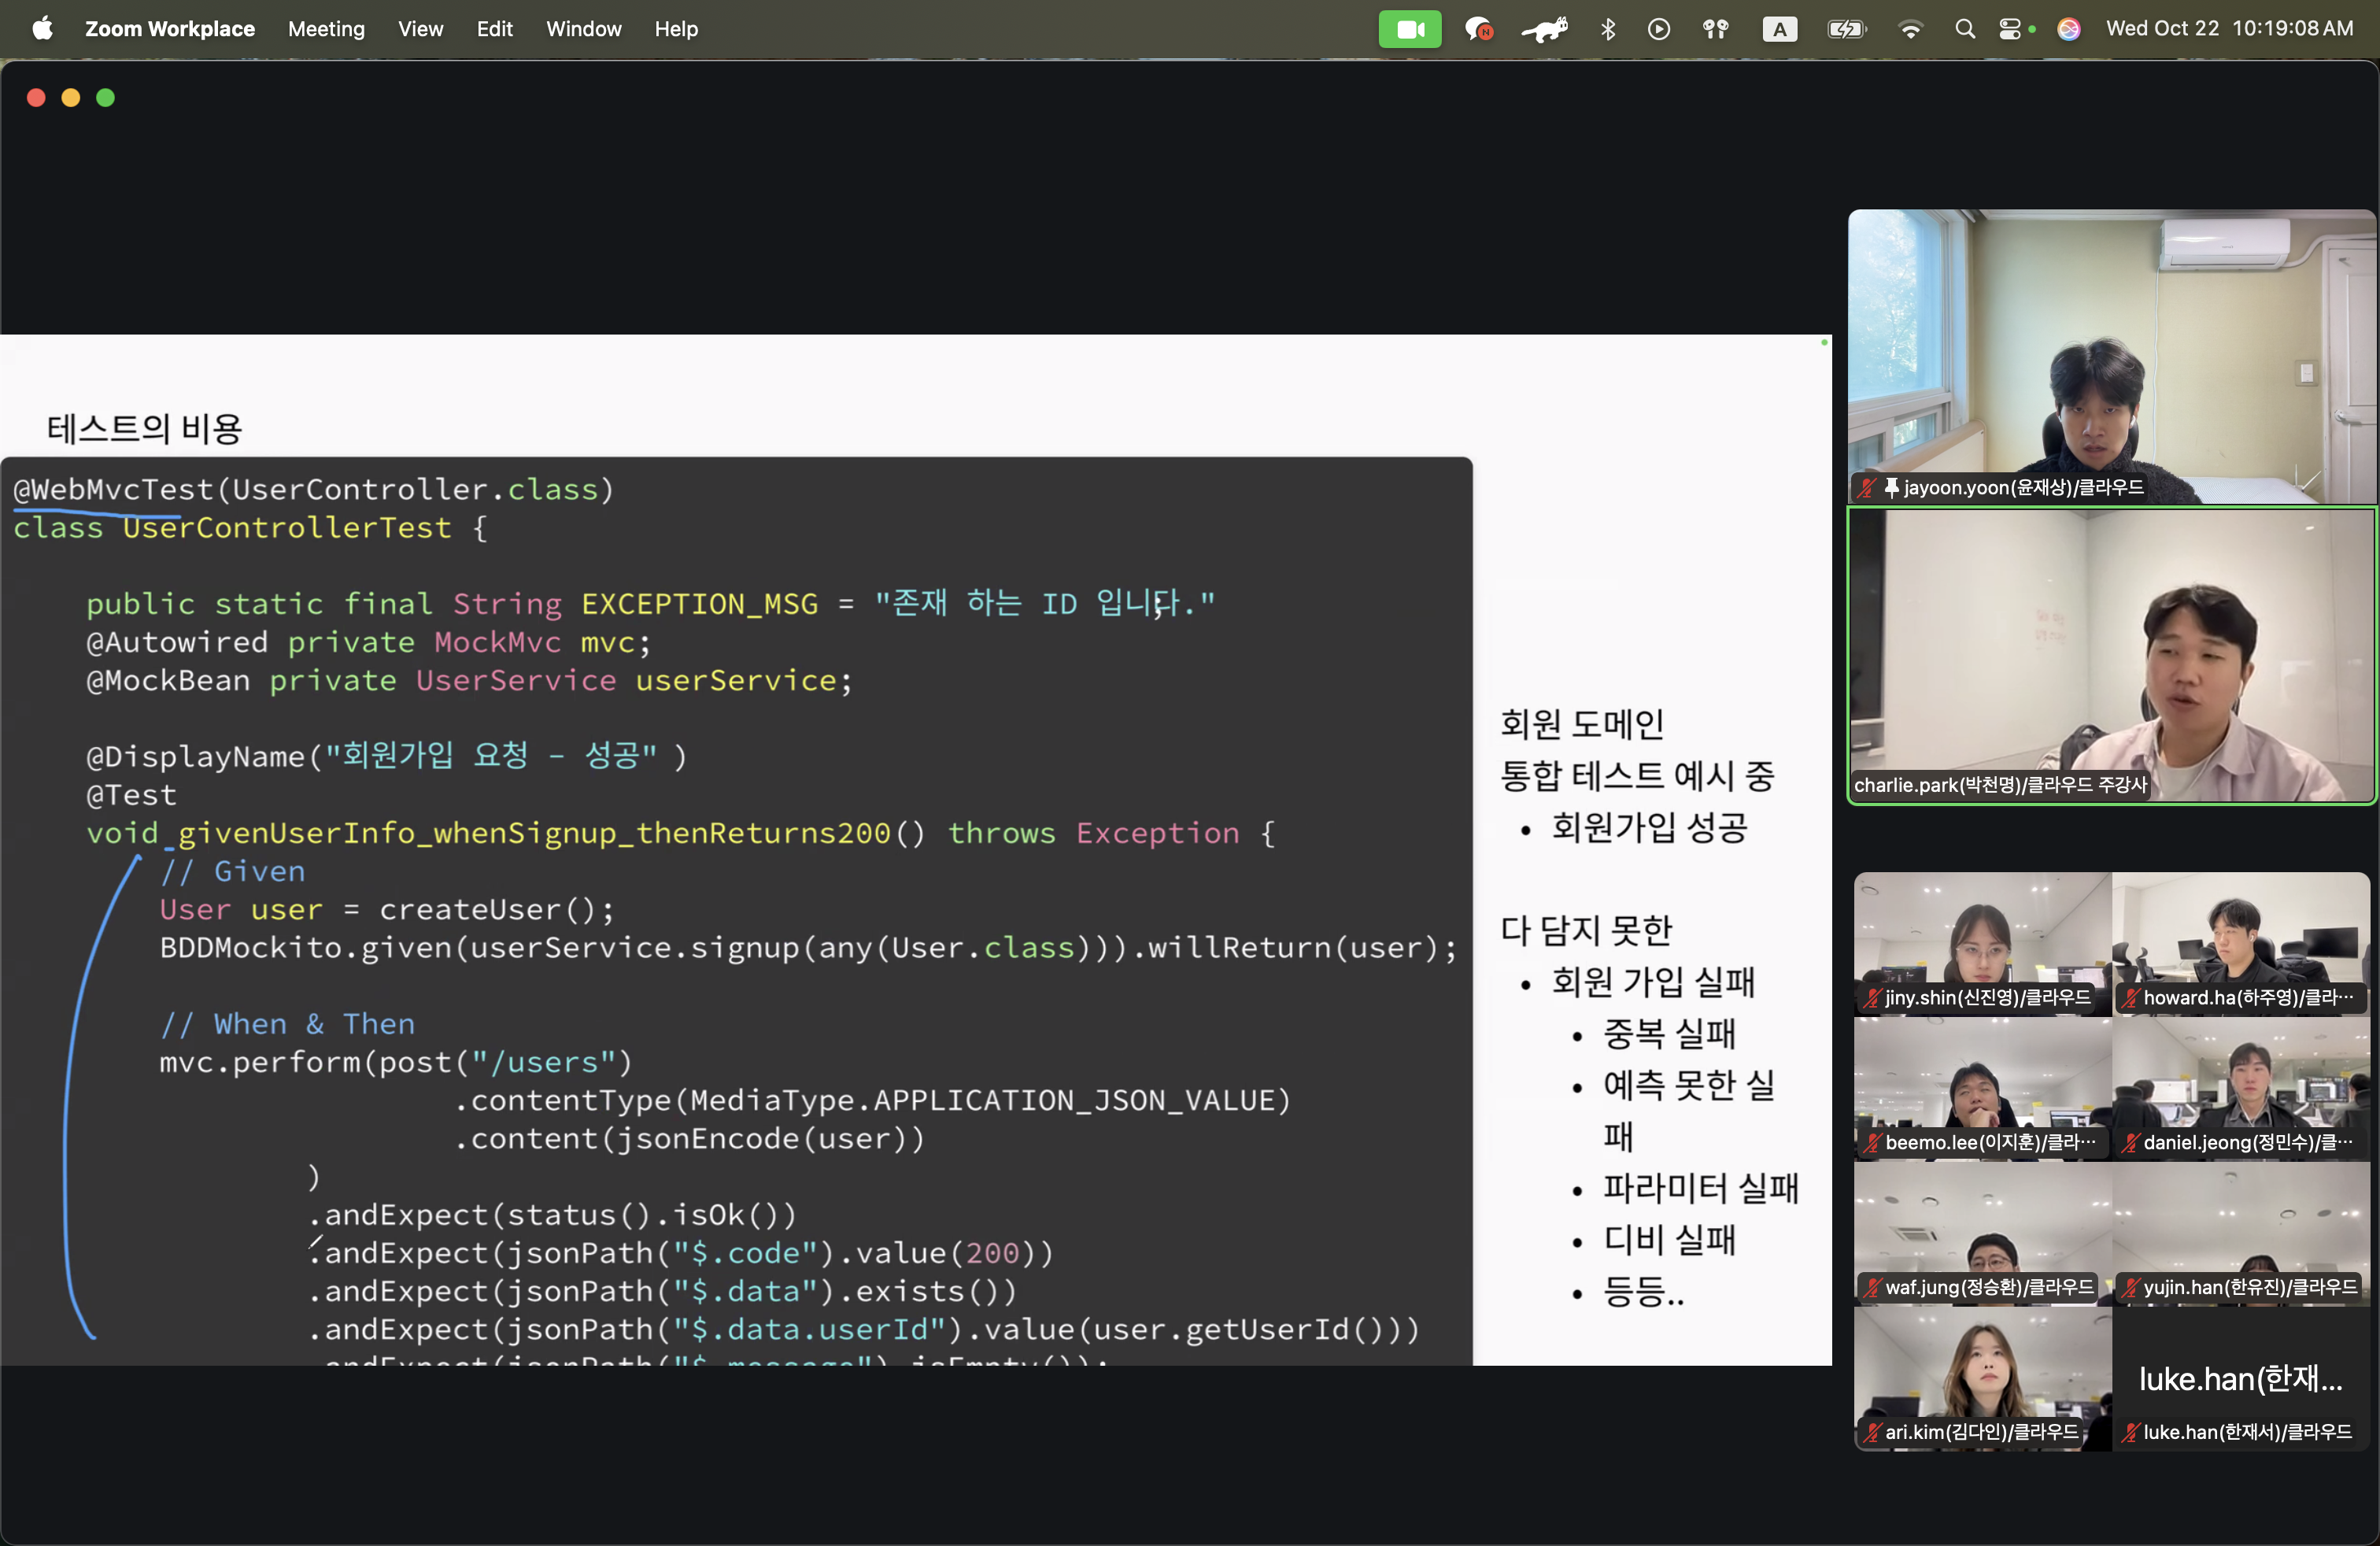 Zoom Workplace Meeting View Edit Window Help
N A Wed Oct 22 10:19:08 AM
테스트의 비용
@WebMvcTest(UserController.class)
class UserControllerTest {
public static final String EXCEPTION_MSG = "존재 하는 ID 입니다."
;
@Autowired private MockMvc mvc;
@MockBean private UserService userService;
@DisplayName("회원가입 요청 - 성공" )
@Test
void givenUserInfo_whenSignup_thenReturns200() throws Exception {
// Given
User user = createUser();
BDDMockito.given(userService.signup(any(User.class))).willReturn(user);
// When & Then
mvc.perform(post("/users")
.contentType(MediaType.APPLICATION_JSON_VALUE)
.content(jsonEncode(user))
)
.andExpect(status().isOk())
.andExpect(jsonPath("$.code").value(200))
.andExpect(jsonPath("$.data").exists())
.andExpect(jsonPath("$.data.userId").value(user.getUserId()))
.andExpect(jsonPath("$.message").isEmpty());
회원 도메인
통합 테스트 예시 중
• 회원가입 성공
다 담지 못한
• 회원 가입 실패
• 중복 실패
• 예측 못한 실
패
• 파라미터 실패
• 디비 실패
• 등등..
jayoon.yoon(윤재상)/클라우드
charlie.park(박천명)/클라우드 주강사
jiny.shin(신진영)/클라우드
howard.ha(하주영)/클라…
beemo.lee(이지훈)/클라…
daniel.jeong(정민수)/클…
waf.jung(정승환)/클라우드
yujin.han(한유진)/클라우드
ari.kim(김다인)/클라우드
luke.han(한재...
luke.han(한재서)/클라우드